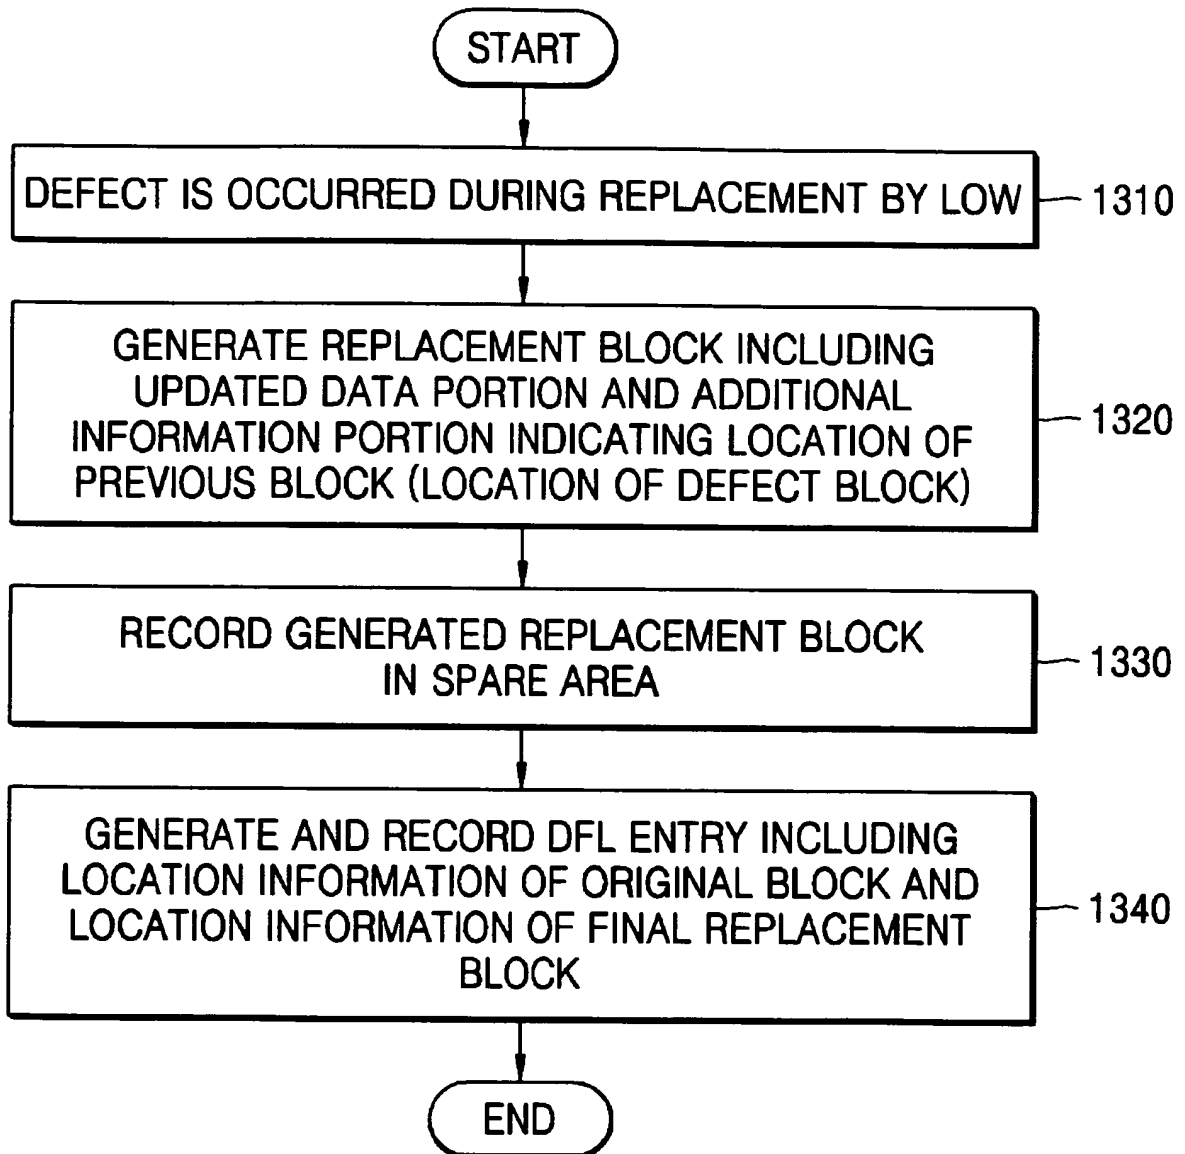 START
DEFECT IS OCCURRED DURING REPLACEMENT BY LOW
1310
GENERATE REPLACEMENT BLOCK INCLUDING
UPDATED DATA PORTION AND ADDITIONAL
INFORMATION PORTION INDICATING LOCATION OF
PREVIOUS BLOCK (LOCATION OF DEFECT BLOCK)
1320
RECORD GENERATED REPLACEMENT BLOCK
IN SPARE AREA
1330
GENERATE AND RECORD DFL ENTRY INCLUDING
LOCATION INFORMATION OF ORIGINAL BLOCK AND
LOCATION INFORMATION OF FINAL REPLACEMENT
BLOCK
1340
END